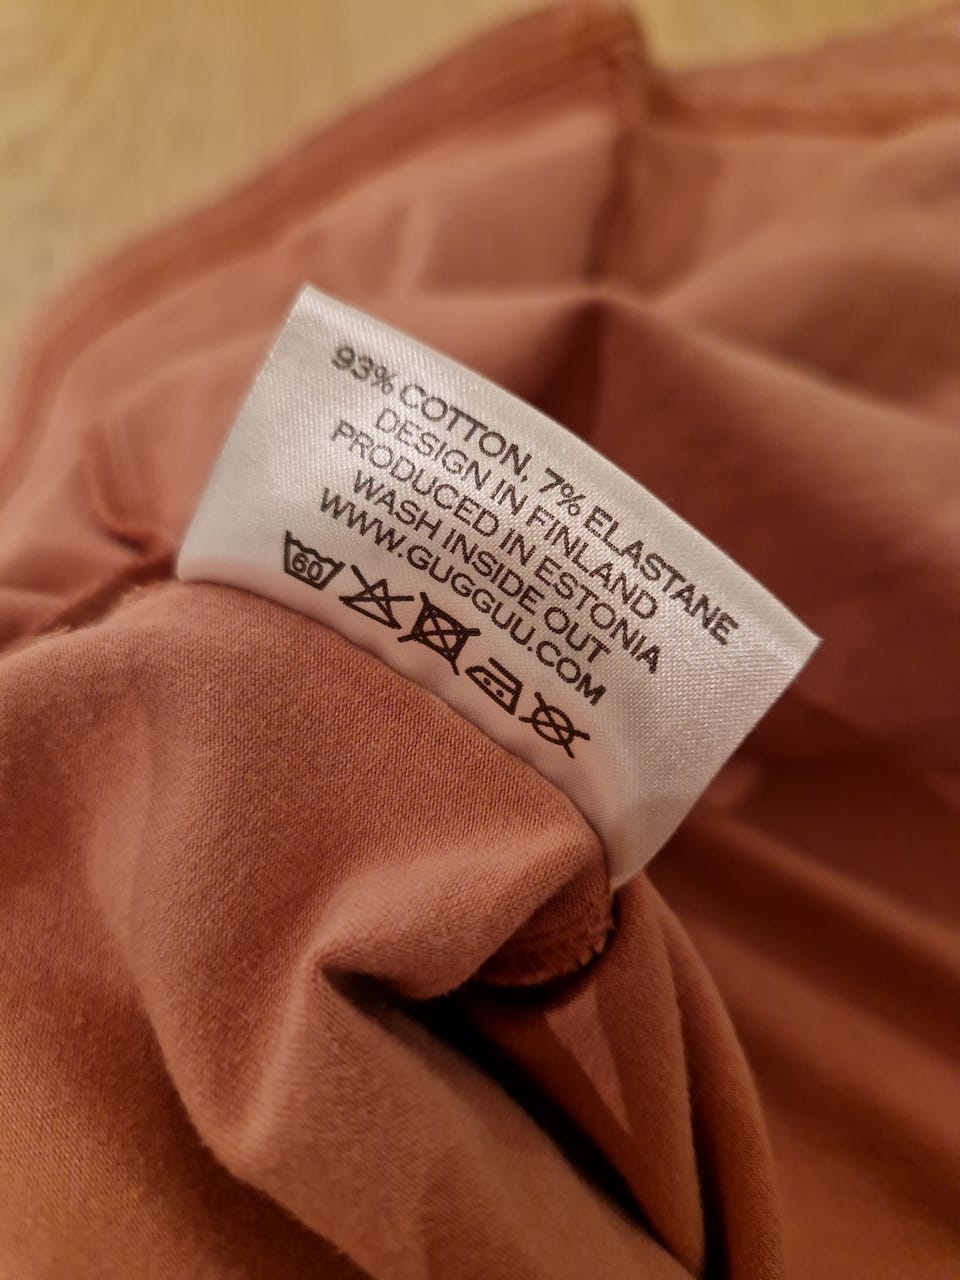 93% COTTON, 7% ELASTANE
DESIGN IN FINLAND
PRODUCED IN ESTONIA
WASH INSIDE OUT
WWW.GUGGUU.COM
60